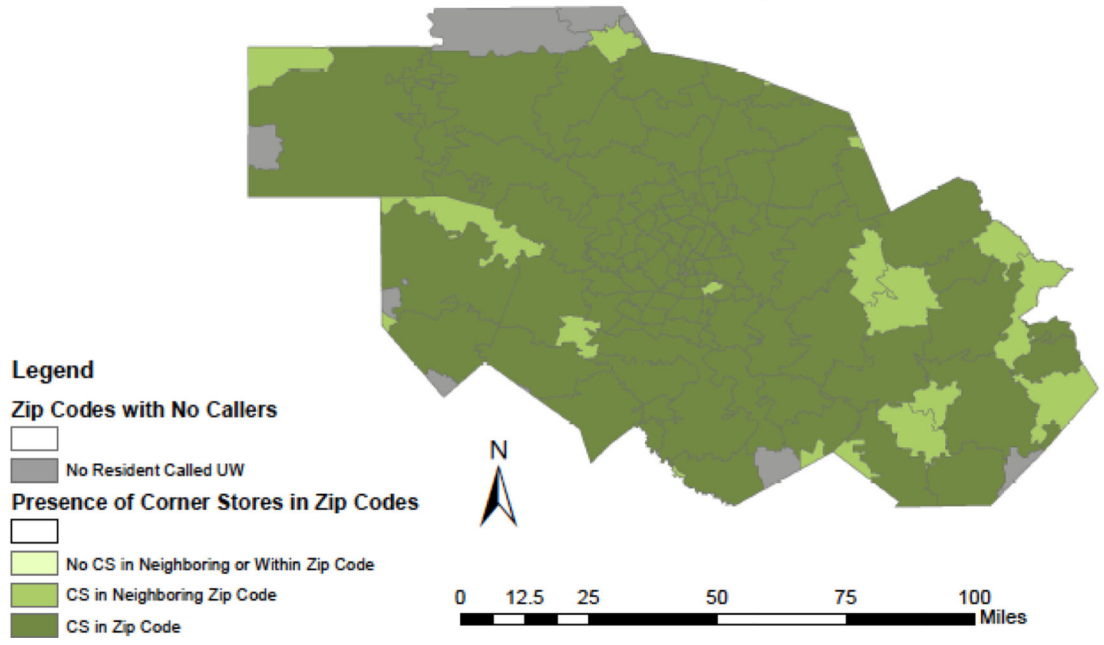 Legend
Zip Codes with No Callers
No Resident Called UW
Presence of Corner Stores in Zip Codes
No CS in Neighboring or Within Zip Code
CS in Neighboring Zip Code
CS in Zip Code
N
0 12.5 25 50 75 100
Miles